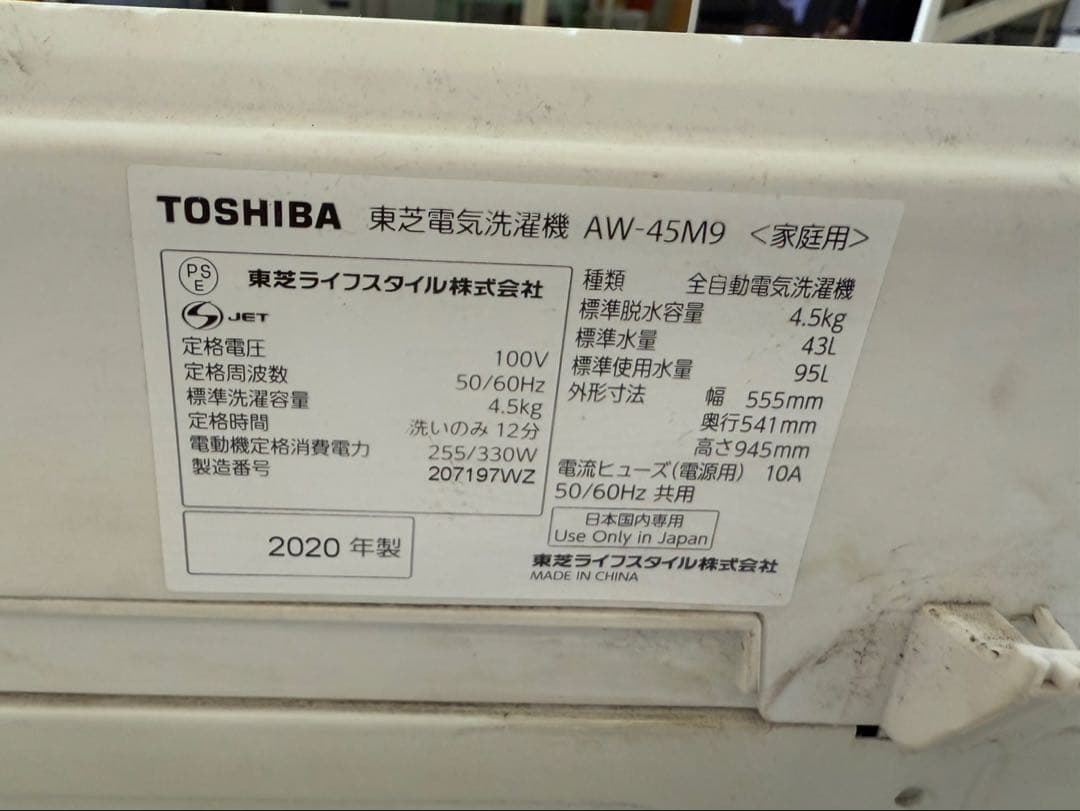 TOSHIBA 東芝電気洗濯機 AW-45M9 <家庭用>
PS
E
東芝ライフスタイル株式会社
S JET
定格電圧 100V
定格周波数 50/60Hz
標準洗濯容量 4.5kg
定格時間 洗いのみ 12分
電動機定格消費電力 255/330W
製造番号 207197WZ
2020 年製
種類 全自動電気洗濯機
標準脱水容量 4.5kg
標準水量 43L
標準使用水量 95L
外形寸法 幅 555mm
奥行541mm
高さ945mm
電流ヒューズ(電源用) 10A
50/60Hz 共用
日本国内専用
Use Only in Japan
東芝ライフスタイル株式会社
MADE IN CHINA